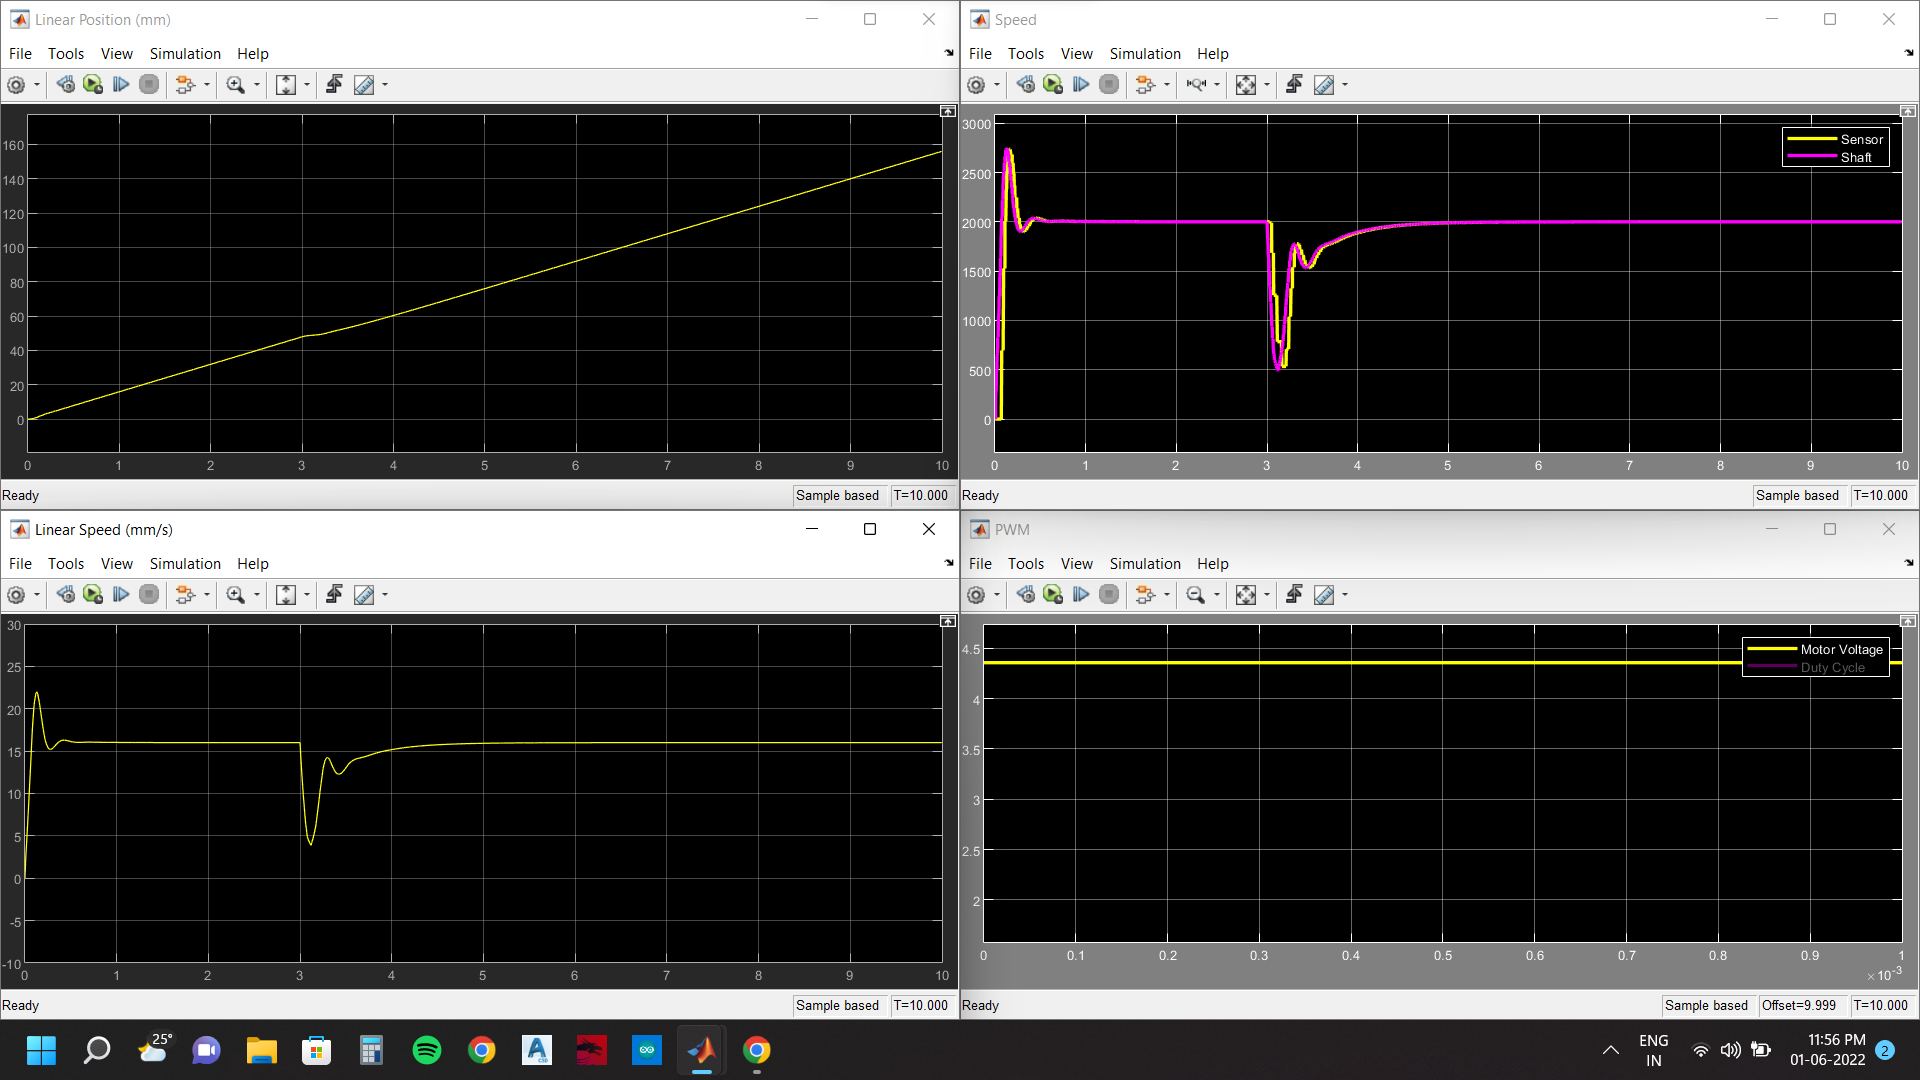 Linear Position (mm)
File Tools View Simulation Help
160
140
120
100
80
60
40
20
0
0 1 2 3 4 5 6 7 8 9 10
Ready Sample based T=10.000
Speed
File Tools View Simulation Help
Sensor
Shaft
3000
2500
2000
1500
1000
500
0
0 1 2 3 4 5 6 7 8 9 10
Ready Sample based T=10.000
Linear Speed (mm/s)
File Tools View Simulation Help
30
25
20
15
10
5
0
-5
-10
0 1 2 3 4 5 6 7 8 9 10
Ready Sample based T=10.000
PWM
File Tools View Simulation Help
Motor Voltage
Duty Cycle
4.5
4
3.5
3
2.5
2
0 0.1 0.2 0.3 0.4 0.5 0.6 0.7 0.8 0.9 1
×10⁻³
Ready Sample based Offset=9.999 T=10.000
25°
ENG
IN
11:56 PM
01-06-2022
2